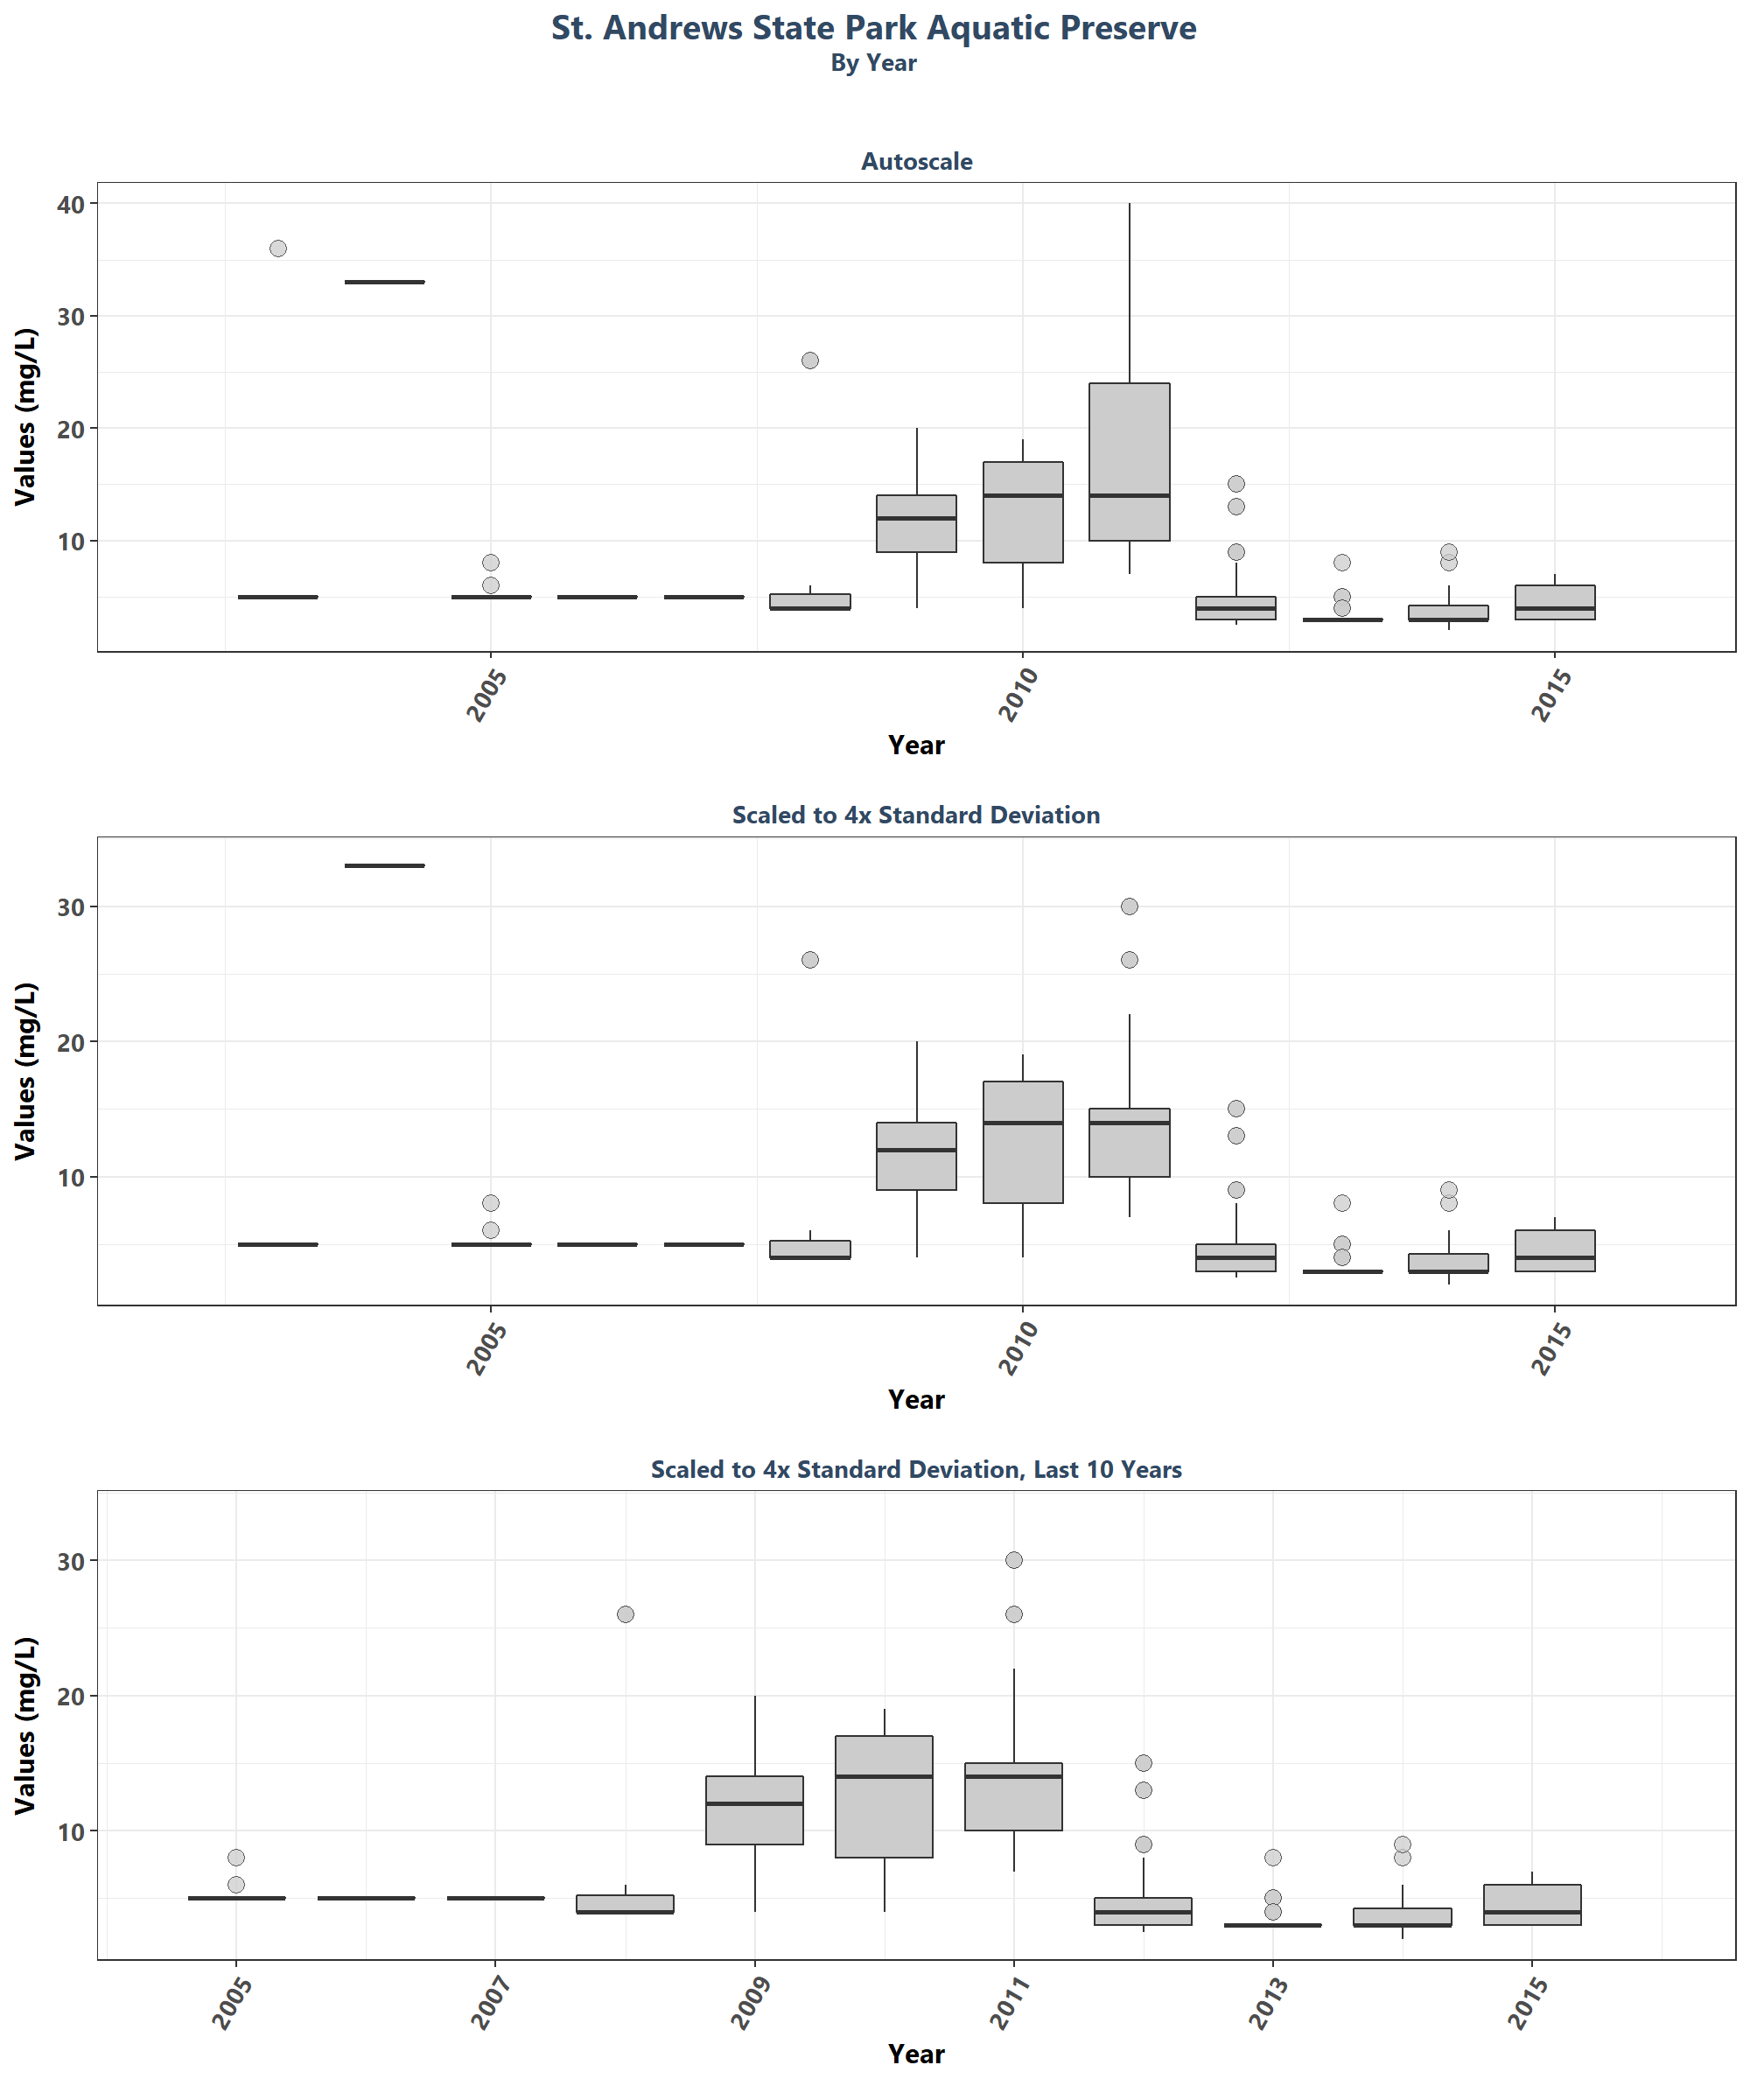 St. Andrews State Park Aquatic Preserve
By Year
Autoscale
Values (mg/L)
40
30
20
10
2005
2010
2015
Year
Scaled to 4x Standard Deviation
Values (mg/L)
30
20
10
2005
2010
2015
Year
Scaled to 4x Standard Deviation, Last 10 Years
Values (mg/L)
30
20
10
2005
2007
2009
2011
2013
2015
Year